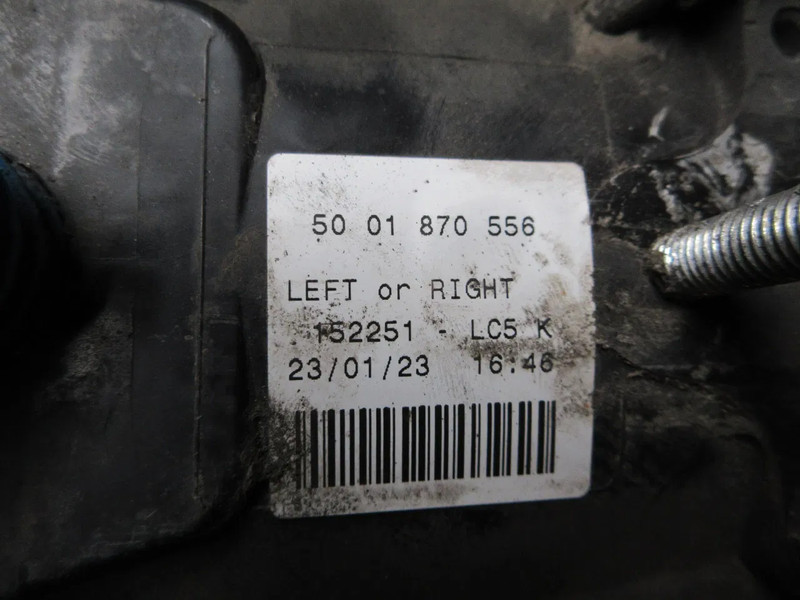 50 01 870 556
LEFT or RIGHT
152251 - LC5 K
23/01/23 16:46